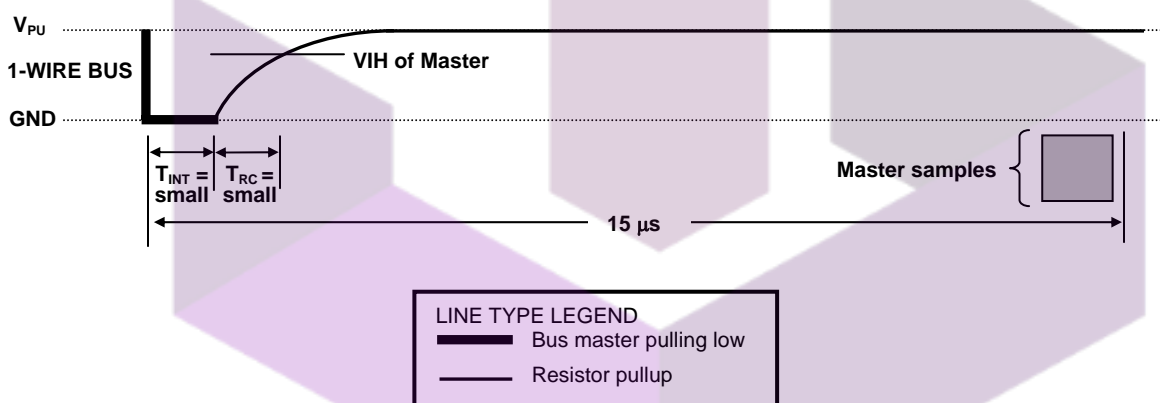 VPU
1-WIRE BUS
VIH of Master
GND
TINT = small
TRC = small
Master samples
15 μs
LINE TYPE LEGEND
Bus master pulling low
Resistor pullup